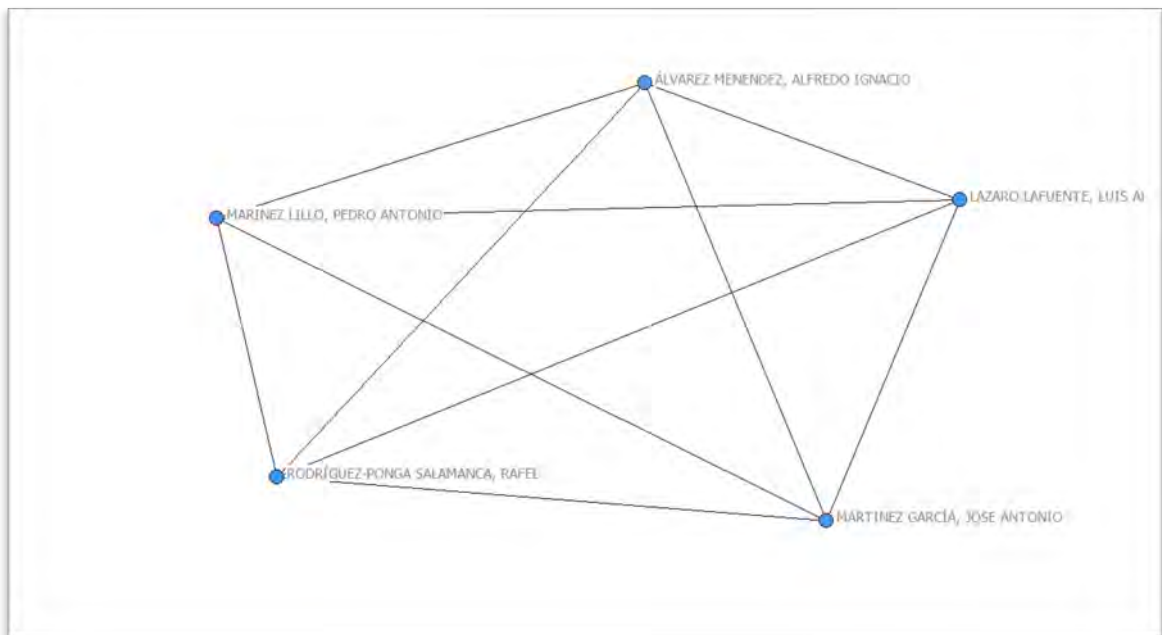 ÁLVAREZ MENENDEZ, ALFREDO IGNACIO
LAZARO LAFUENTE, LUIS AI
MARINEZ LILLO, PEDRO ANTONIO
RODRÍGUEZ-PONGA SALAMANCA, RAFEL
MARTINEZ GARCÍA, JOSE ANTONIO